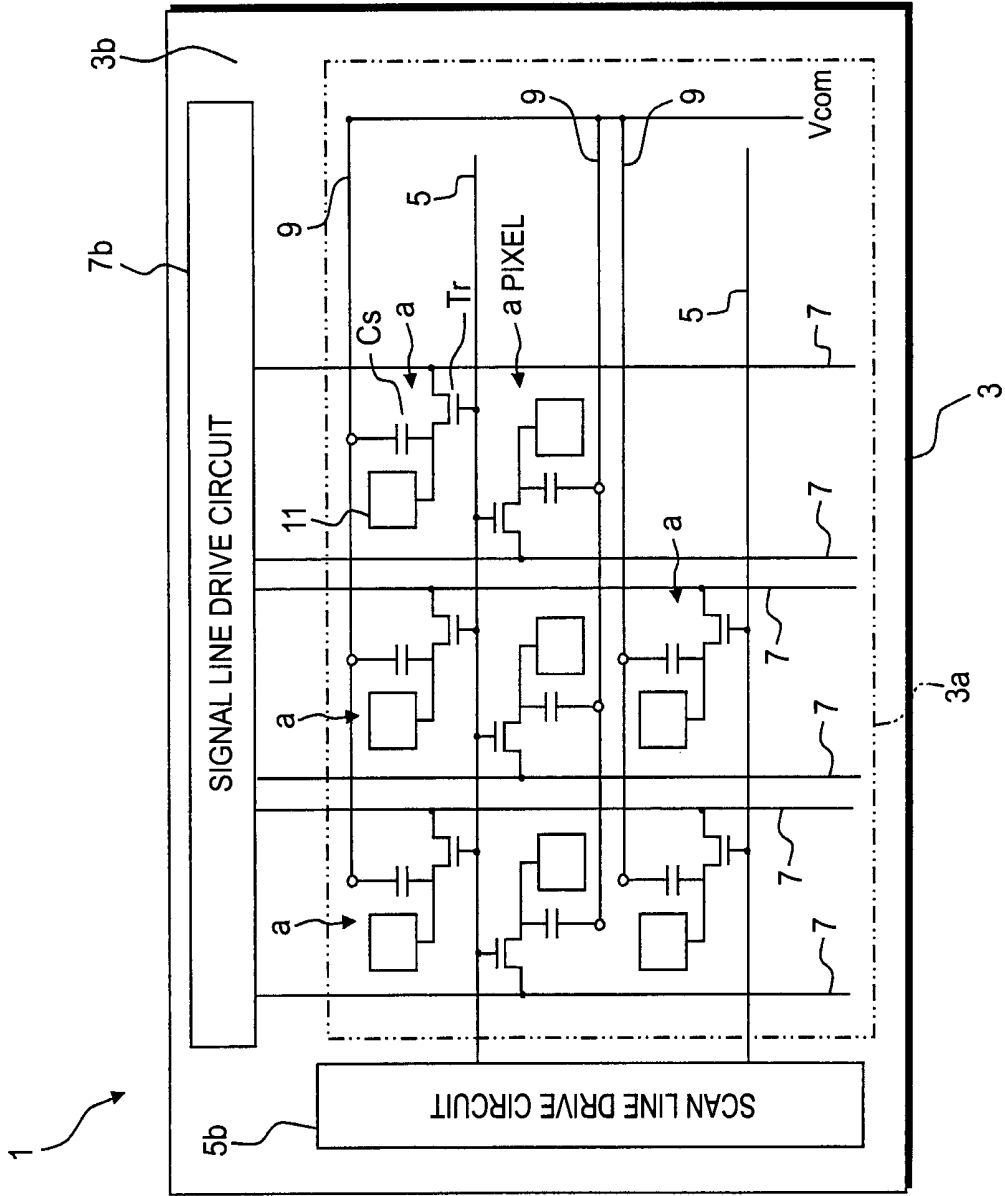 1
7b
3b
SIGNAL LINE DRIVE CIRCUIT
9
Cs
a
Tr
11
5
9
9
a PIXEL
Vcom
a
a
a
5
7
7
7
7
7
7
5b
SCAN LINE DRIVE CIRCUIT
3a
3